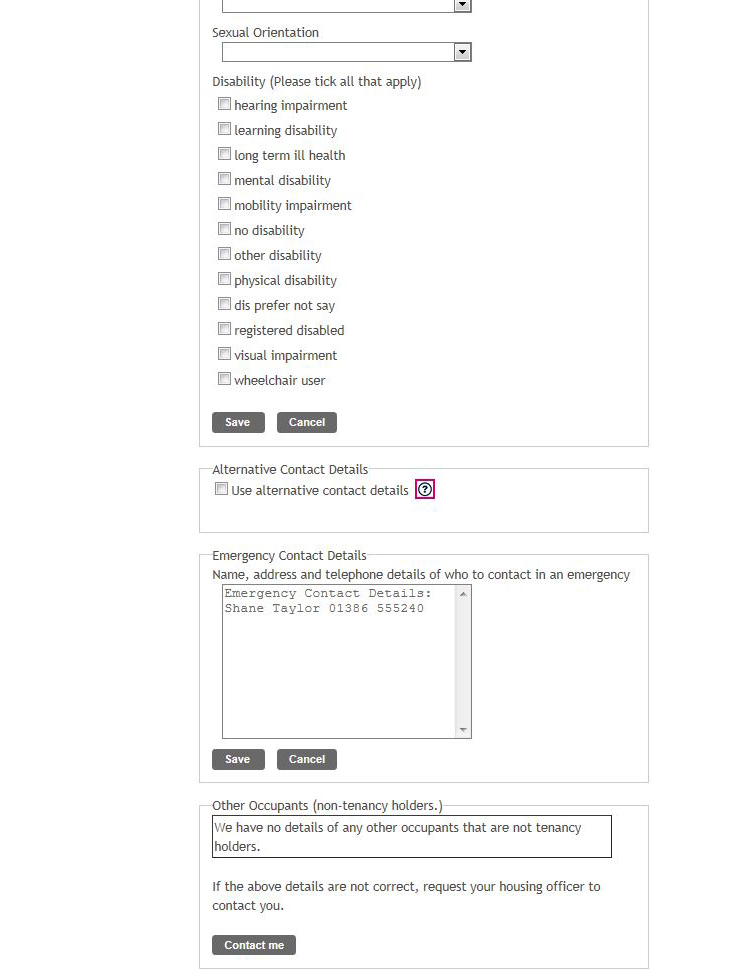 Sexual Orientation
Disability (Please tick all that apply)
hearing impairment
learning disability
long term ill health
mental disability
mobility impairment
no disability
other disability
physical disability
dis prefer not say
registered disabled
visual impairment
wheelchair user
Save Cancel
Alternative Contact Details
Use alternative contact details ?
Emergency Contact Details
Name, address and telephone details of who to contact in an emergency
Emergency Contact Details:
Shane Taylor 01386 555240
Save Cancel
Other Occupants (non-tenancy holders.)
We have no details of any other occupants that are not tenancy
holders.
If the above details are not correct, request your housing officer to
contact you.
Contact me